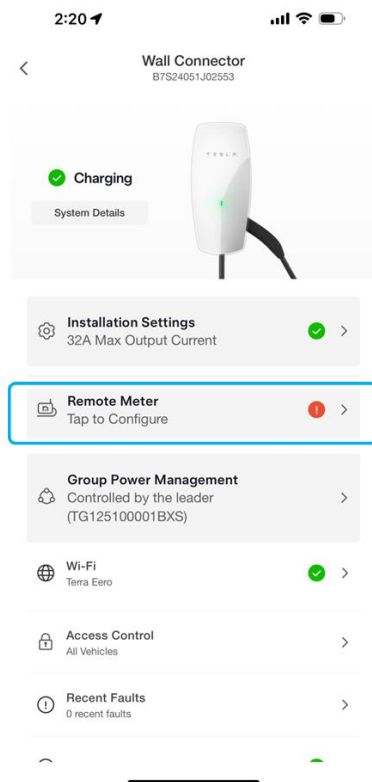 2:20
Wall Connector
B7S24051J02553
TESLA
Charging
System Details
Installation Settings
32A Max Output Current
Remote Meter
Tap to Configure
Group Power Management
Controlled by the leader
(TG125100001BXS)
Wi-Fi
Terra Eero
Access Control
All Vehicles
Recent Faults
0 recent faults